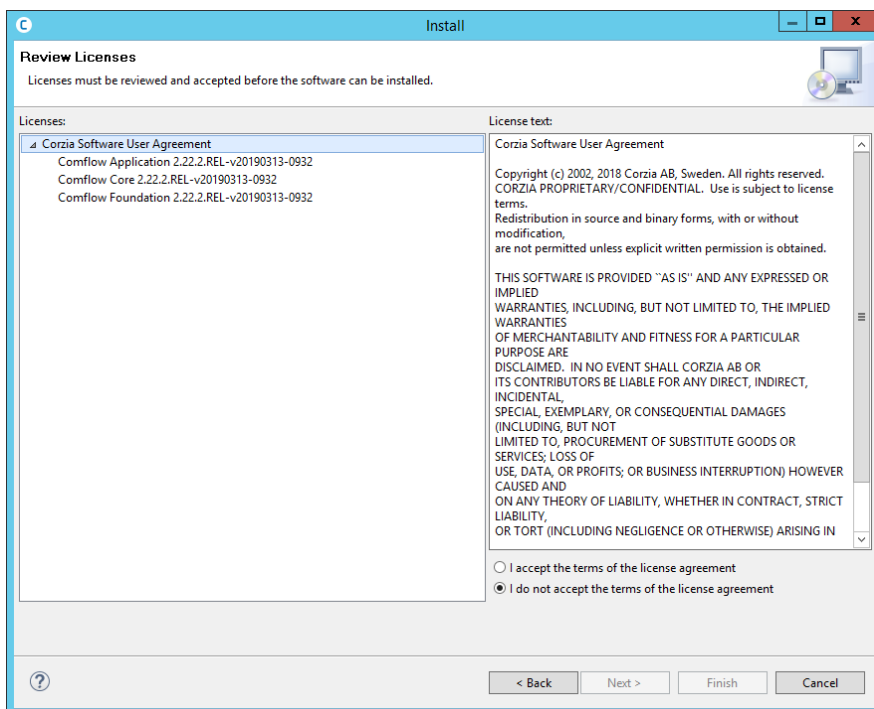 C
Install
Review Licenses
Licenses must be reviewed and accepted before the software can be installed.
Licenses:
Corzia Software User Agreement
Comflow Application 2.22.2.REL-v20190313-0932
Comflow Core 2.22.2.REL-v20190313-0932
Comflow Foundation 2.22.2.REL-v20190313-0932
License text:
Corzia Software User Agreement
Copyright (c) 2002, 2018 Corzia AB, Sweden. All rights reserved.
CORZIA PROPRIETARY/CONFIDENTIAL.  Use is subject to license
terms.
Redistribution in source and binary forms, with or without
modification,
are not permitted unless explicit written permission is obtained.
THIS SOFTWARE IS PROVIDED ``AS IS'' AND ANY EXPRESSED OR
IMPLIED
WARRANTIES, INCLUDING, BUT NOT LIMITED TO, THE IMPLIED
WARRANTIES
OF MERCHANTABILITY AND FITNESS FOR A PARTICULAR
PURPOSE ARE
DISCLAIMED.  IN NO EVENT SHALL CORZIA AB OR
ITS CONTRIBUTORS BE LIABLE FOR ANY DIRECT, INDIRECT,
INCIDENTAL,
SPECIAL, EXEMPLARY, OR CONSEQUENTIAL DAMAGES
(INCLUDING, BUT NOT
LIMITED TO, PROCUREMENT OF SUBSTITUTE GOODS OR
SERVICES; LOSS OF
USE, DATA, OR PROFITS; OR BUSINESS INTERRUPTION) HOWEVER
CAUSED AND
ON ANY THEORY OF LIABILITY, WHETHER IN CONTRACT, STRICT
LIABILITY,
OR TORT (INCLUDING NEGLIGENCE OR OTHERWISE) ARISING IN
I accept the terms of the license agreement
I do not accept the terms of the license agreement
?
< Back
Next >
Finish
Cancel